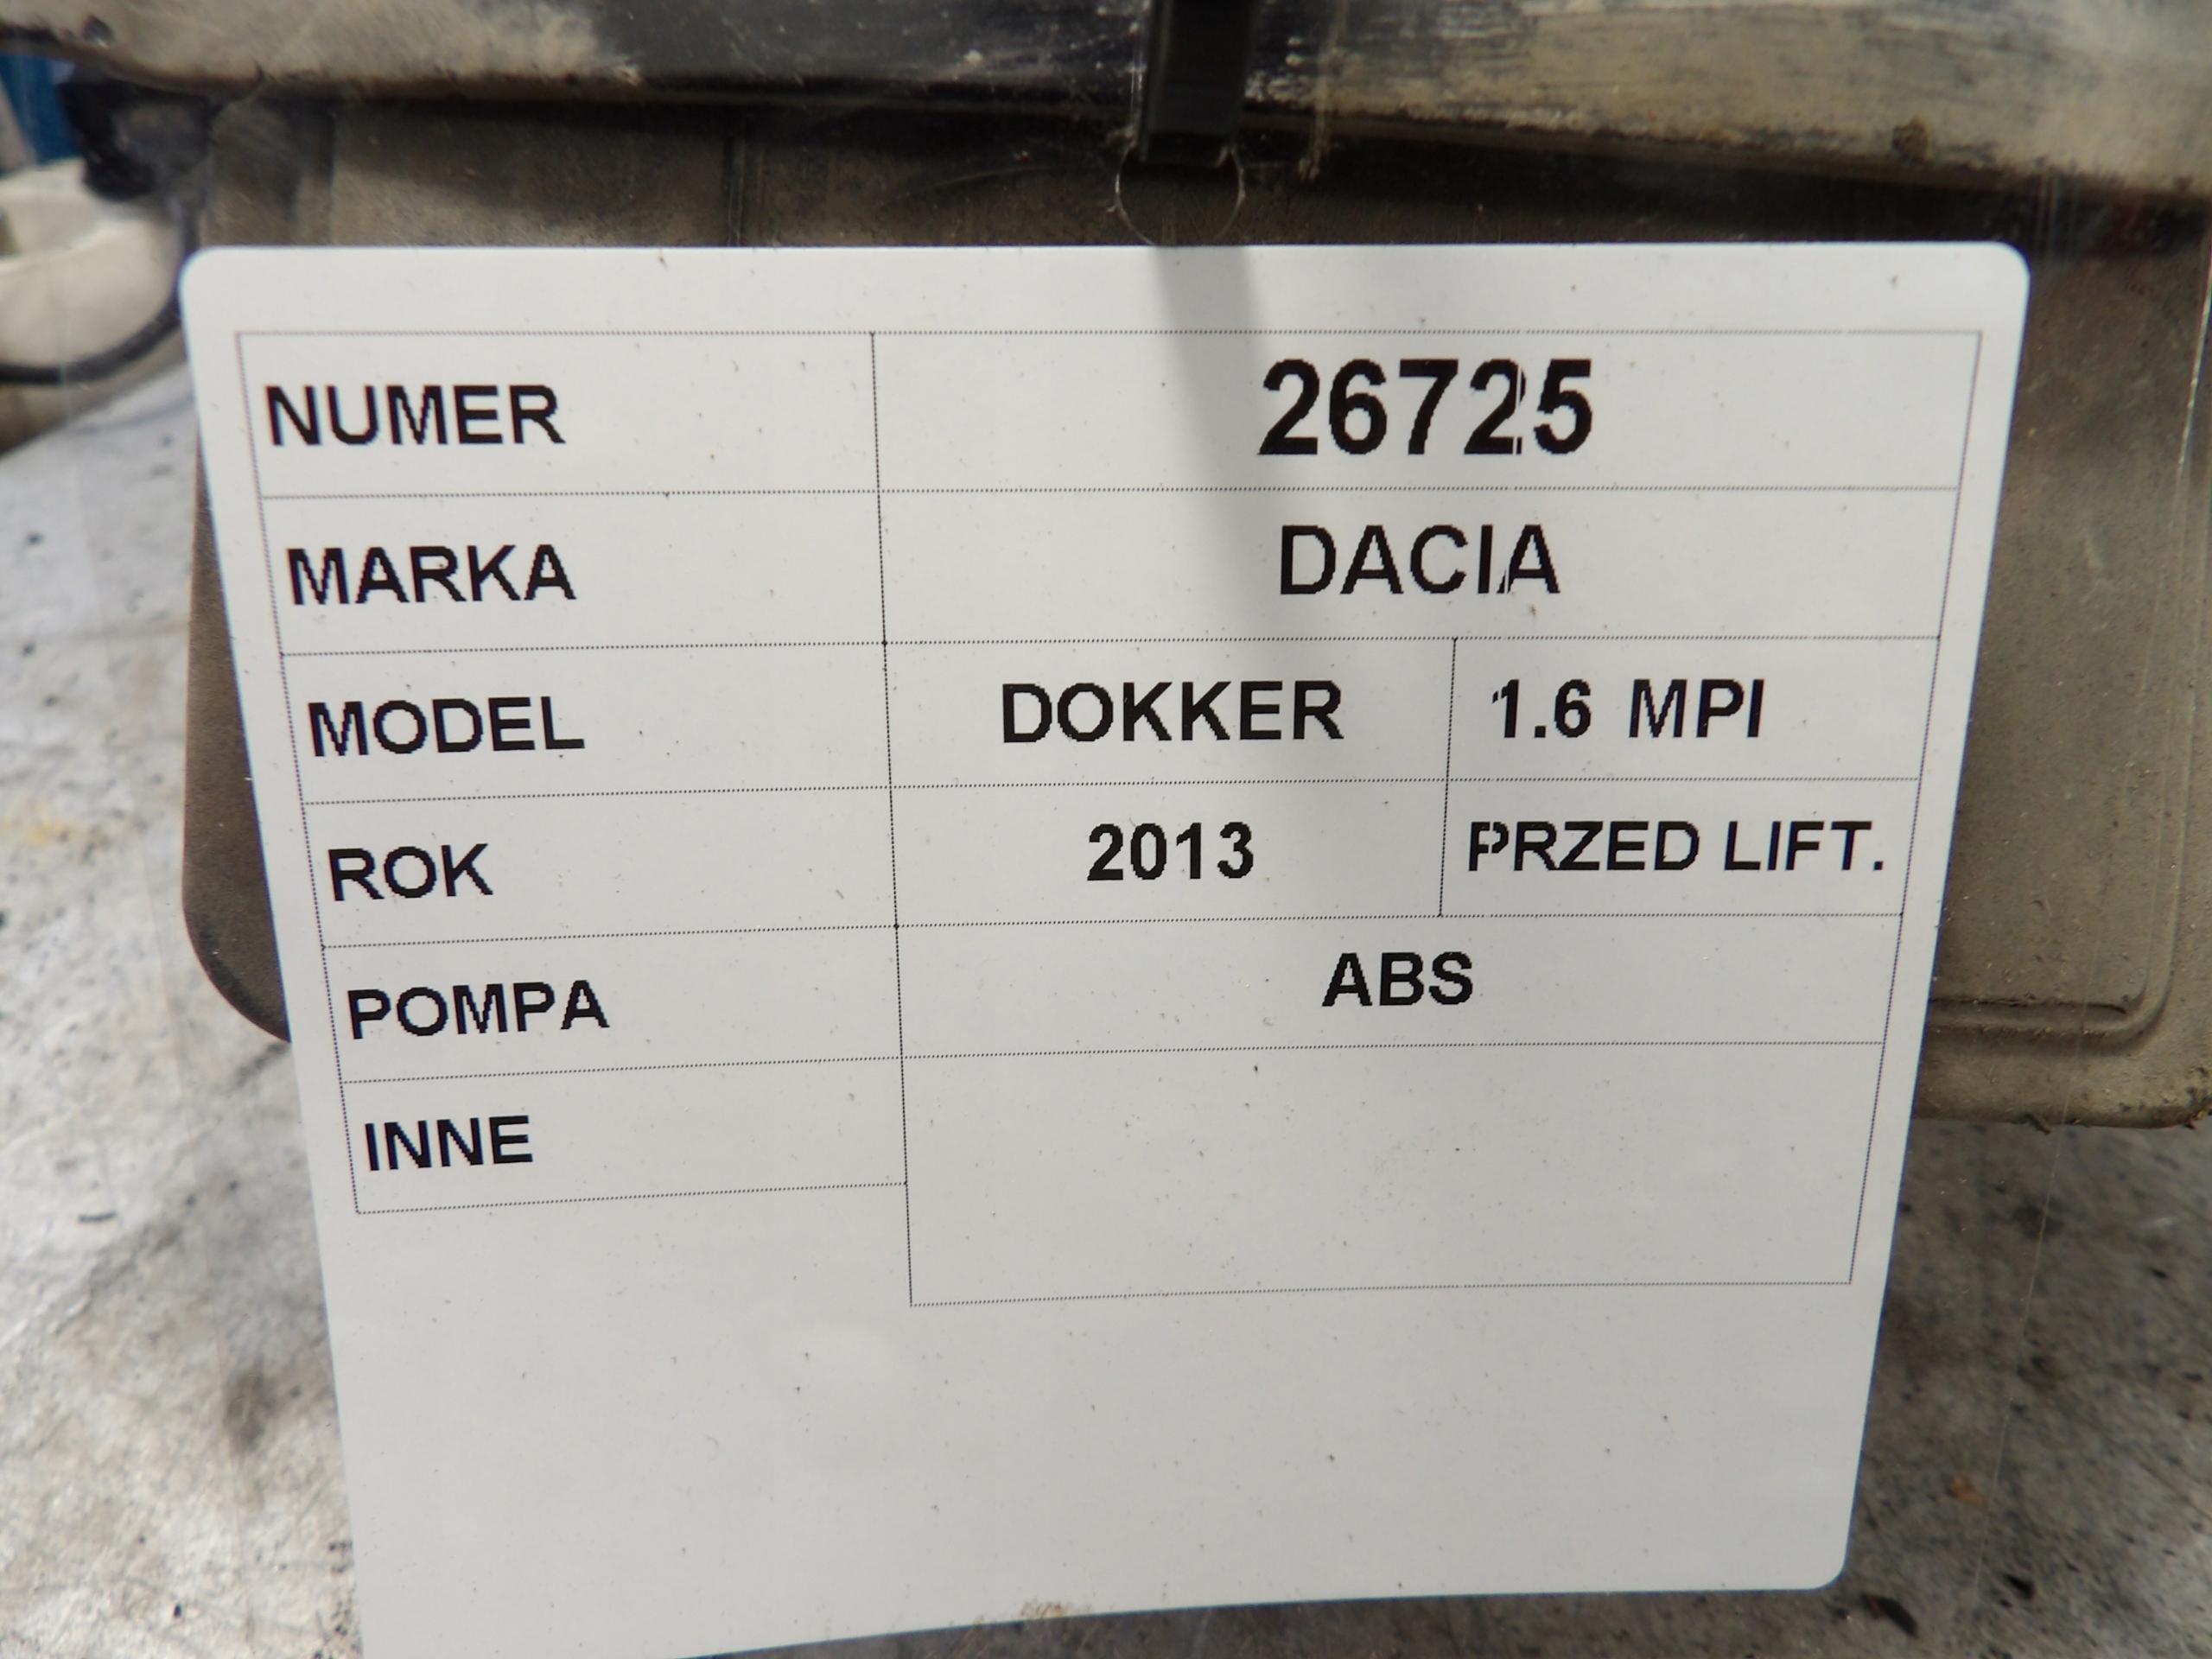 NUMER 26725
MARKA DACIA
MODEL DOKKER 1.6 MPI
ROK 2013 PRZED LIFT.
POMPA ABS
INNE